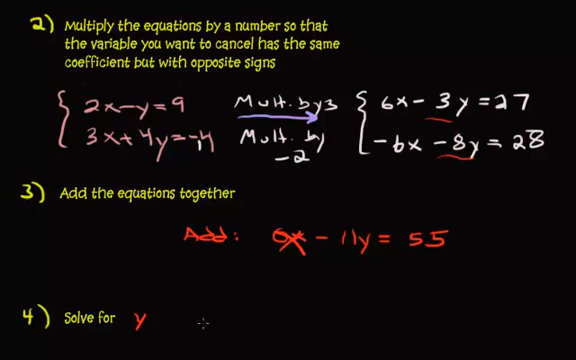 2) Multiply the equations by a number so that
the variable you want to cancel has the same
coefficient but with opposite signs
2x-y=9 Mult. by 3 6x-3y=27
3x+4y=-14 Mult. by -2 -6x-8y=28
3) Add the equations together
Add: 0x-11y=55
4) Solve for y